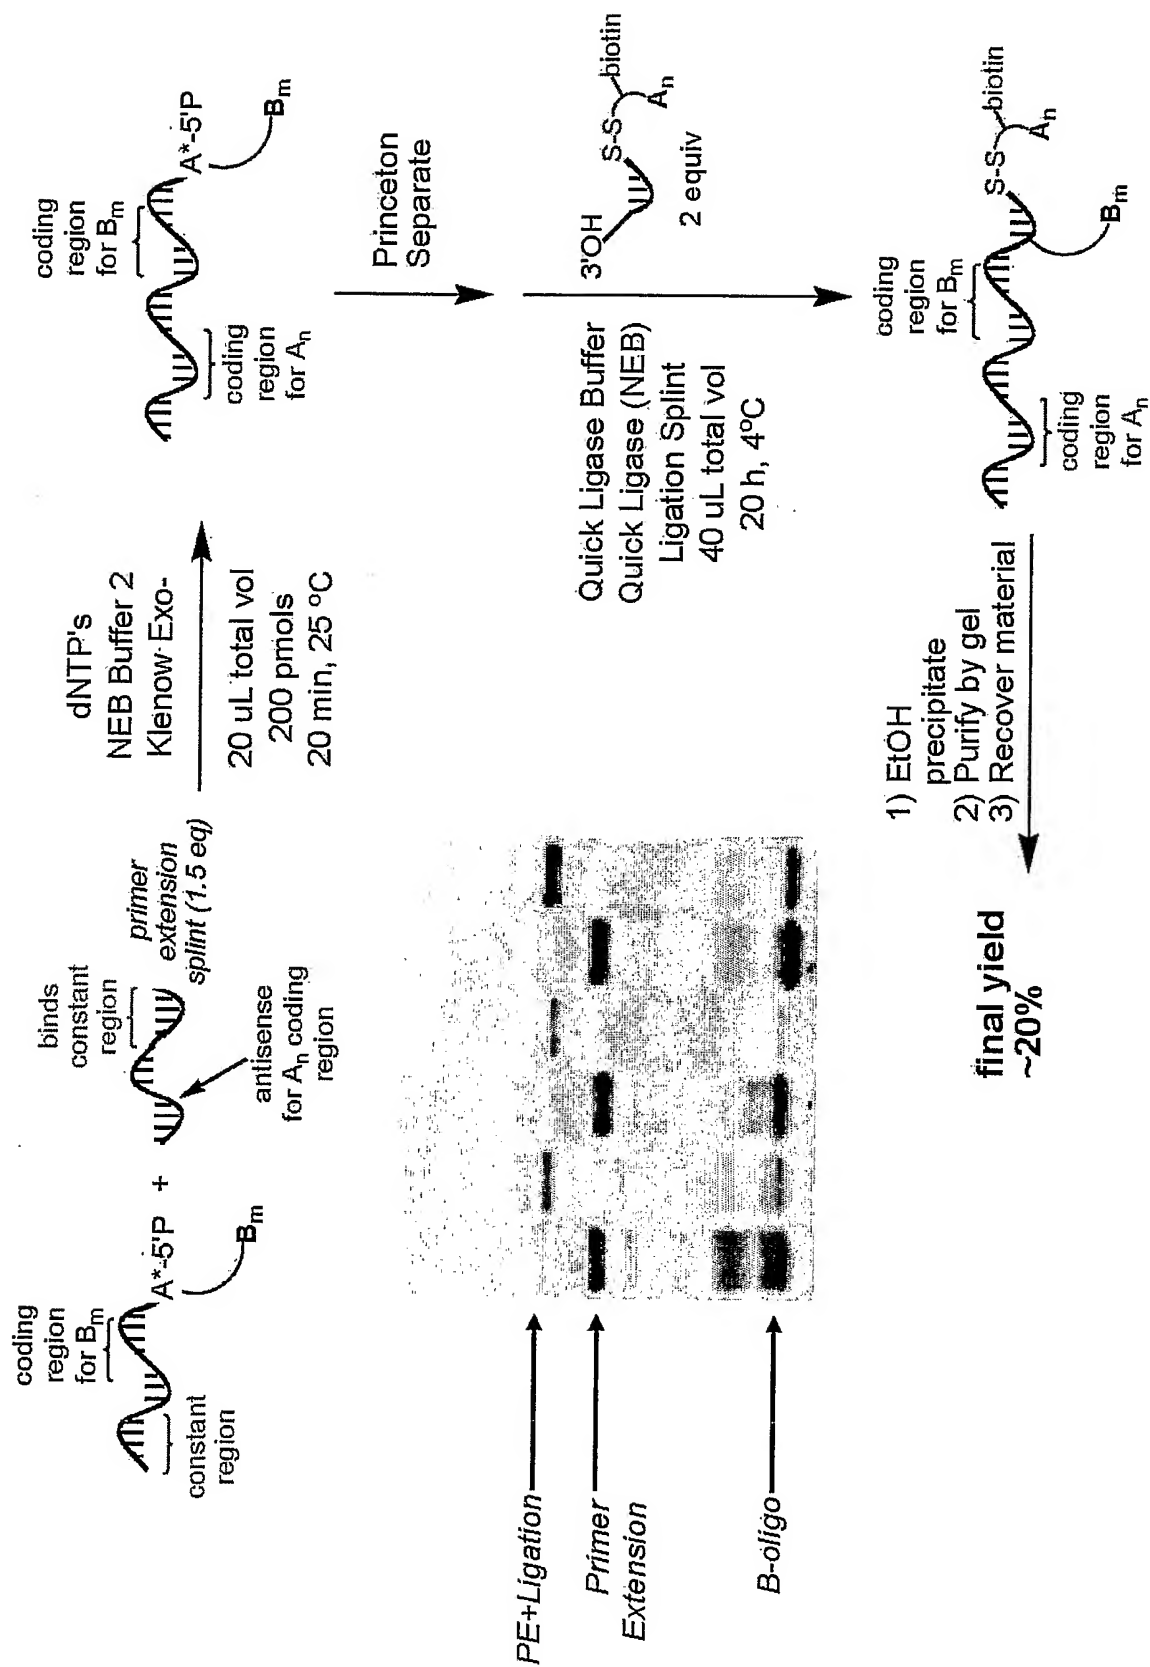 coding
region
for Bm
constant
region
A*-5'P
Bm
+
binds
constant
region
primer
extension
splint (1.5 eq)
antisense
for An coding
region
dNTP's
NEB Buffer 2
Klenow Exo-
20 uL total vol
200 pmols
20 min, 25 ºC
coding
region
for Bm
A*-5'P
Bm
coding
region
for An
Princeton
Separate
3'OH
S-S
biotin
An
2 equiv
Quick Ligase Buffer
Quick Ligase (NEB)
Ligation Splint
40 uL total vol
20 h, 4ºC
coding
region
for Bm
S-S
biotin
An
Bm
coding
region
for An
1) EtOH
precipitate
2) Purify by gel
3) Recover material
final yield
~20%
PE+Ligation
Primer
Extension
B-oligo